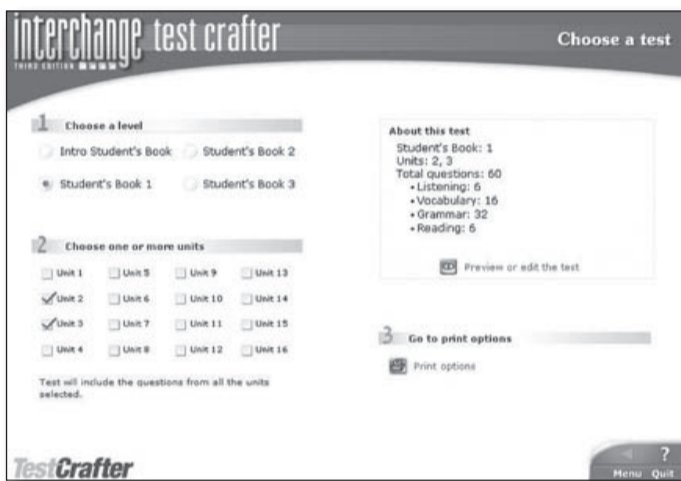 interchange test crafter
THIRD EDITION
Choose a test
1 Choose a level
Intro Student's Book
Student's Book 2
Student's Book 1
Student's Book 3
2 Choose one or more units
Unit 1 Unit 5 Unit 9 Unit 13
Unit 2 Unit 6 Unit 10 Unit 14
Unit 3 Unit 7 Unit 11 Unit 15
Unit 4 Unit 8 Unit 12 Unit 16
Test will include the questions from all the units
selected.
About this test
Student's Book: 1
Units: 2, 3
Total questions: 60
• Listening: 6
• Vocabulary: 16
• Grammar: 32
• Reading: 6
Preview or edit the test
3 Go to print options
Print options
TestCrafter
?
Menu Quit